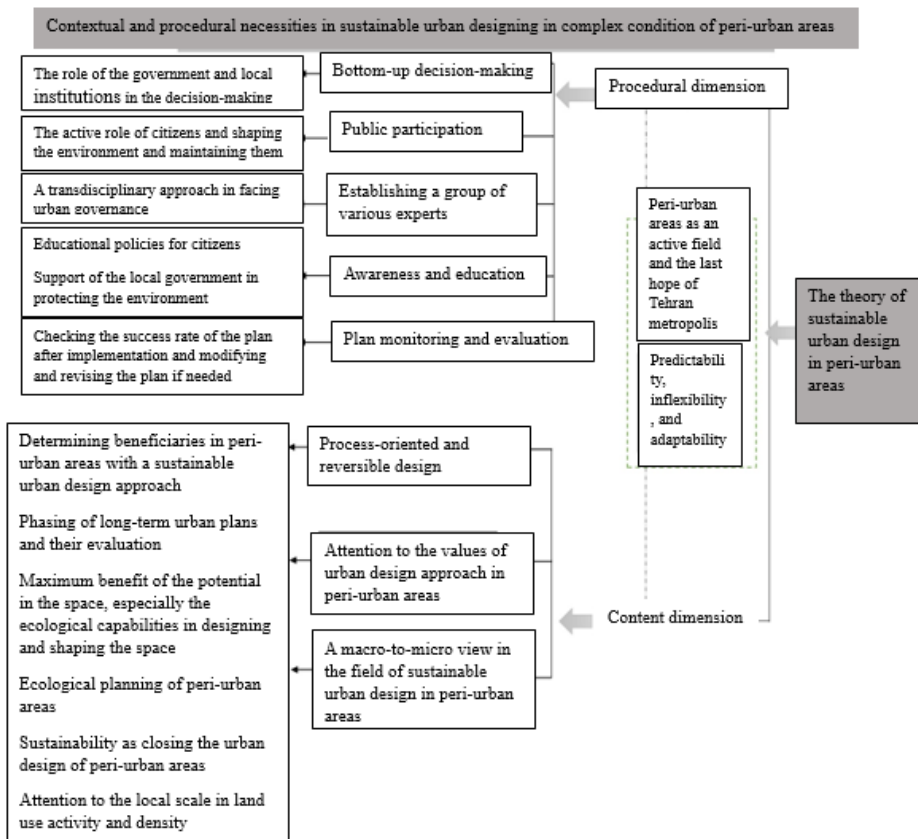 Contextual and procedural necessities in sustainable urban designing in complex condition of peri-urban areas
The role of the government and local
institutions in the decision-making
Bottom-up decision-making
Procedural dimension
The active role of citizens and shaping
the environment and maintaining them
Public participation
A transdisciplinary approach in facing
urban governance
Establishing a group of
various experts
Educational policies for citizens
Support of the local government in
protecting the environment
Awareness and education
Checking the success rate of the plan
after implementation and modifying
and revising the plan if needed
Plan monitoring and evaluation
Peri-urban
areas as an
active field
and the last
hope of
Tehran
metropolis
Predictabili
ty,
inflexibility
, and
adaptability
The theory of
sustainable
urban design
in peri-urban
areas
Determining beneficiaries in peri-
urban areas with a sustainable
urban design approach
Phasing of long-term urban plans
and their evaluation
Maximum benefit of the potential
in the space, especially the
ecological capabilities in designing
and shaping the space
Ecological planning of peri-urban
areas
Sustainability as closing the urban
design of peri-urban areas
Attention to the local scale in land
use activity and density
Process-oriented and
reversible design
Attention to the values of
urban design approach in
peri-urban areas
A macro-to-micro view in
the field of sustainable
urban design in peri-urban
areas
Content dimension